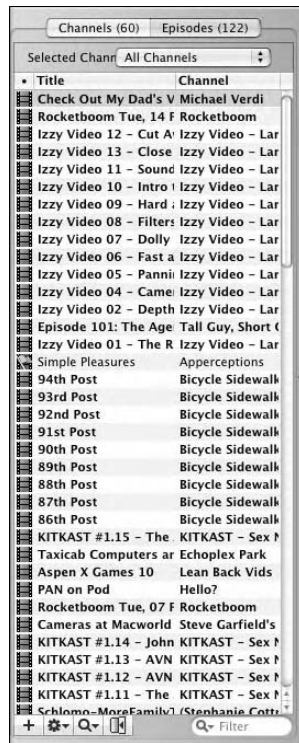 Channels (60) Episodes (122)
Selected Chann All Channels
• Title Channel
Check Out My Dad's V Michael Verdi
Rocketboom Tue, 14 F Rocketboom
Izzy Video 12 – Cut A Izzy Video – Lar
Izzy Video 13 – Close Izzy Video – Lar
Izzy Video 11 – Sound Izzy Video – Lar
Izzy Video 10 – Intro t Izzy Video – Lar
Izzy Video 09 – Hard Izzy Video – Lar
Izzy Video 08 – Filters Izzy Video – Lar
Izzy Video 07 – Dolly Izzy Video – Lar
Izzy Video 06 – Fast a Izzy Video – Lar
Izzy Video 05 – Pannin Izzy Video – Lar
Izzy Video 04 – Camer Izzy Video – Lar
Izzy Video 02 – Depth Izzy Video – Lar
Episode 101: The Age Tall Guy, Short
Izzy Video 01 – The R Izzy Video – Lar
Simple Pleasures Apperceptions
94th Post Bicycle Sidewalk
93rd Post Bicycle Sidewalk
92nd Post Bicycle Sidewalk
91st Post Bicycle Sidewalk
90th Post Bicycle Sidewalk
89th Post Bicycle Sidewalk
88th Post Bicycle Sidewalk
87th Post Bicycle Sidewalk
86th Post Bicycle Sidewalk
KITKAST #1.15 – The KITKAST – Sex
Taxicab Computers ar Echoplex Park
Aspen X Games 10 Lean Back Vids
PAN on Pod Hello?
Rocketboom Tue, 07 F Rocketboom
Cameras at Macworld Steve Garfield's
KITKAST #1.14 – John KITKAST – Sex
KITKAST #1.13 – AVN KITKAST – Sex
KITKAST #1.12 – AVN KITKAST – Sex
KITKAST #1.11 – The KITKAST – Sex
Schlomo–MoreFamily (Stephanie Cott
Filter